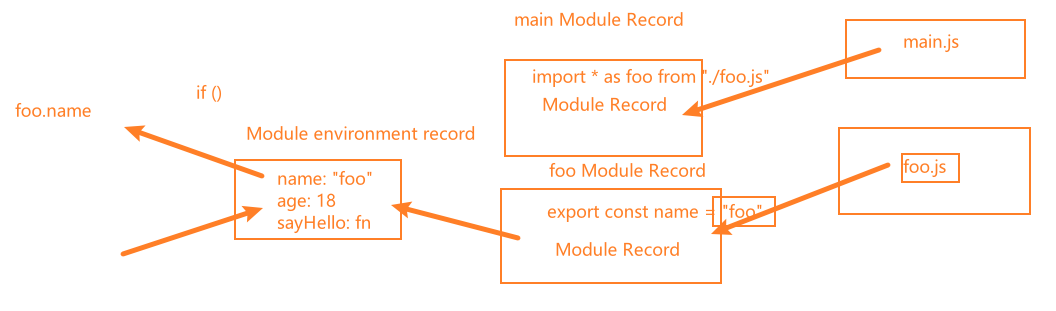 main Module Record
main.js
import * as foo from "./foo.js"
Module Record
if ()
foo.name
Module environment record
name: "foo"
age: 18
sayHello: fn
foo Module Record
foo.js
export const name = "foo"
Module Record